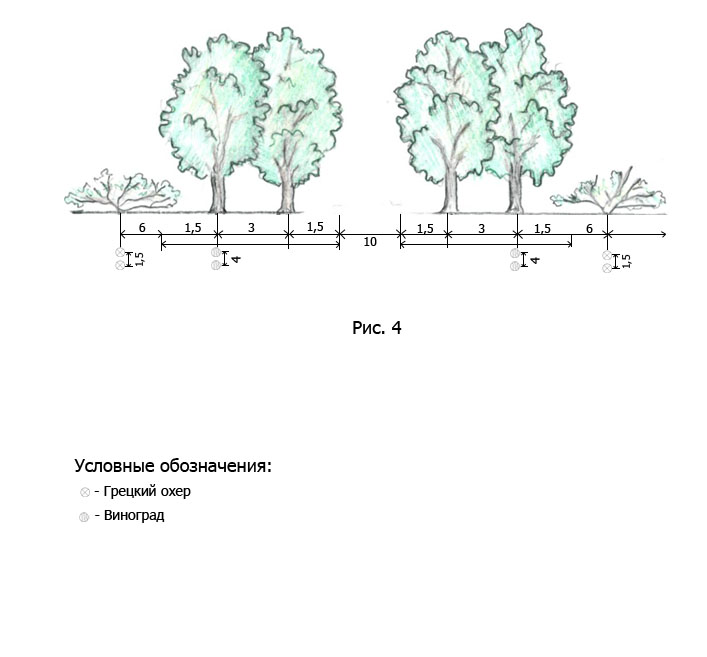 6 1,5 3 1,5 10 1,5 3 1,5 6
1,5 4 4 1,5
Рис. 4
Условные обозначения:
- Грецкий охер
- Виноград